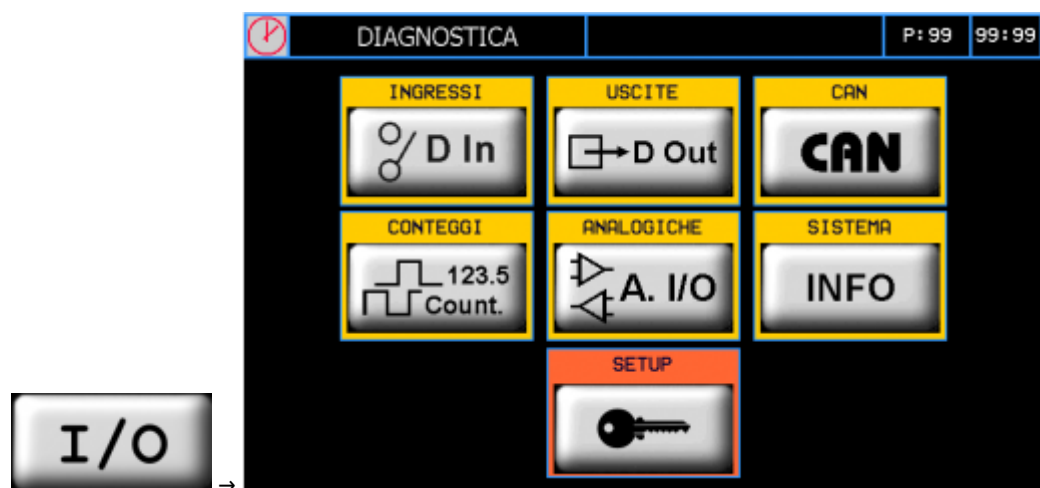 DIAGNOSTICA P:99 99:99
INGRESSI USCITE CAN
D In D Out CAN
CONTEGGI ANALOGICHE SISTEMA
123.5
Count. A. I/O INFO
SETUP
I/O →